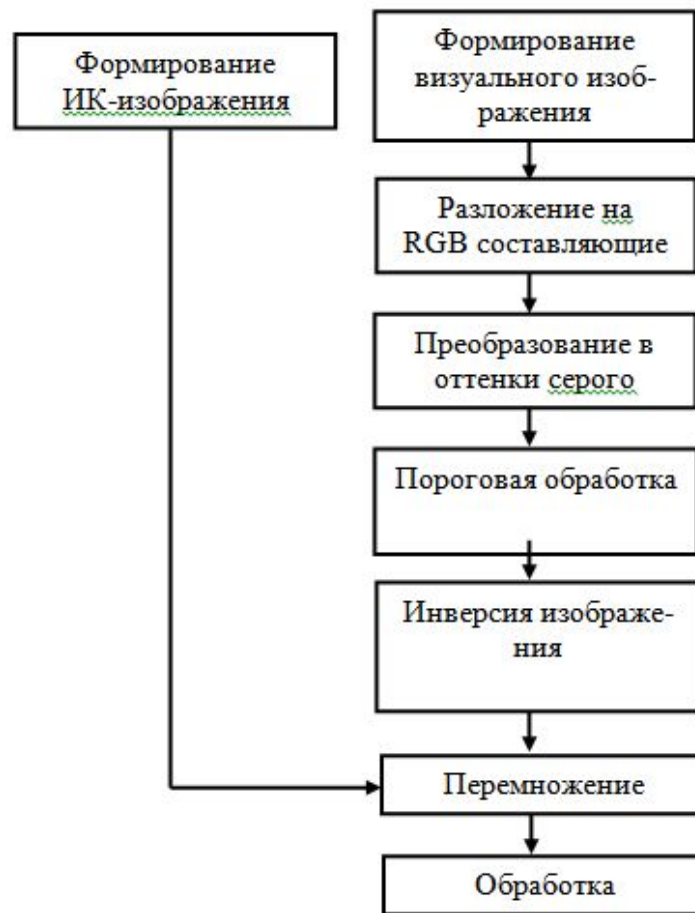 Формирование
ИК-изображения
Формирование
визуального изоб-
ражения
Разложение на
RGB составляющие
Преобразование в
оттенки серого
Пороговая обработка
Инверсия изображе-
ния
Перемножение
Обработка